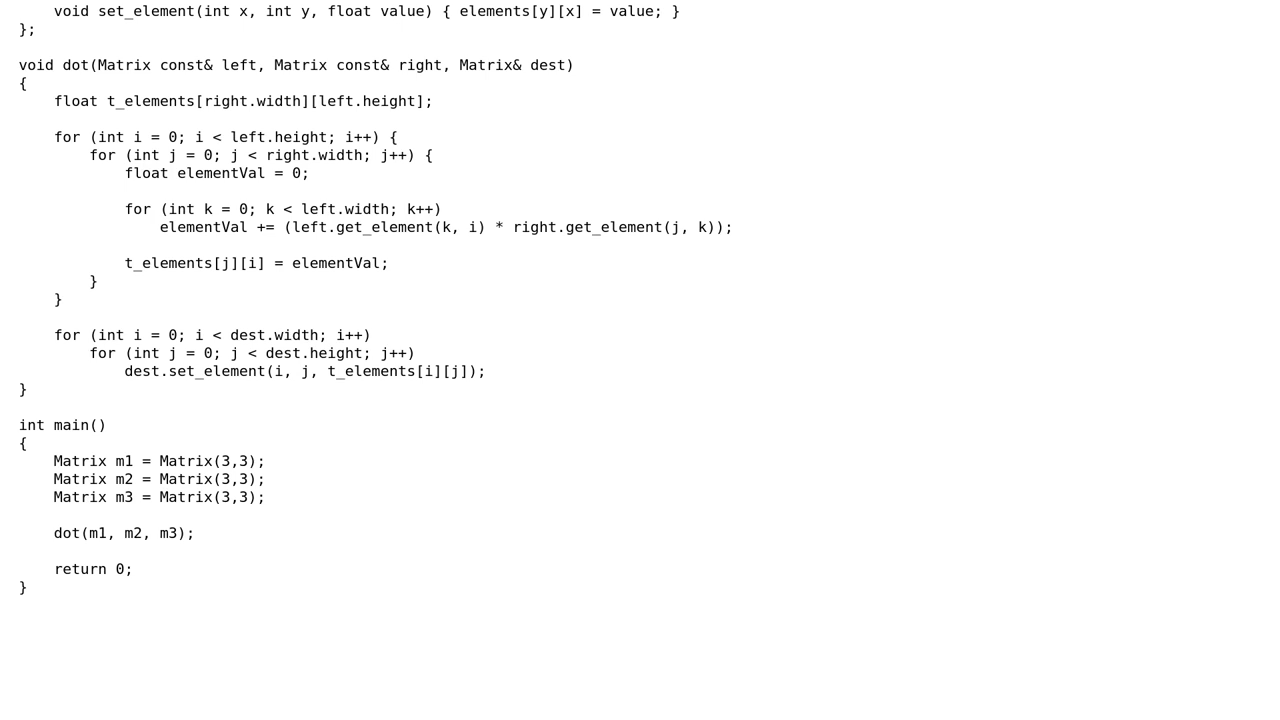 void set_element(int x, int y, float value) { elements[y][x] = value; }
};

void dot(Matrix const& left, Matrix const& right, Matrix& dest)
{
    float t_elements[right.width][left.height];

    for (int i = 0; i < left.height; i++) {
        for (int j = 0; j < right.width; j++) {
            float elementVal = 0;

            for (int k = 0; k < left.width; k++)
                elementVal += (left.get_element(k, i) * right.get_element(j, k));

            t_elements[j][i] = elementVal;
        }
    }

    for (int i = 0; i < dest.width; i++)
        for (int j = 0; j < dest.height; j++)
            dest.set_element(i, j, t_elements[i][j]);
}

int main()
{
    Matrix m1 = Matrix(3,3);
    Matrix m2 = Matrix(3,3);
    Matrix m3 = Matrix(3,3);

    dot(m1, m2, m3);

    return 0;
}